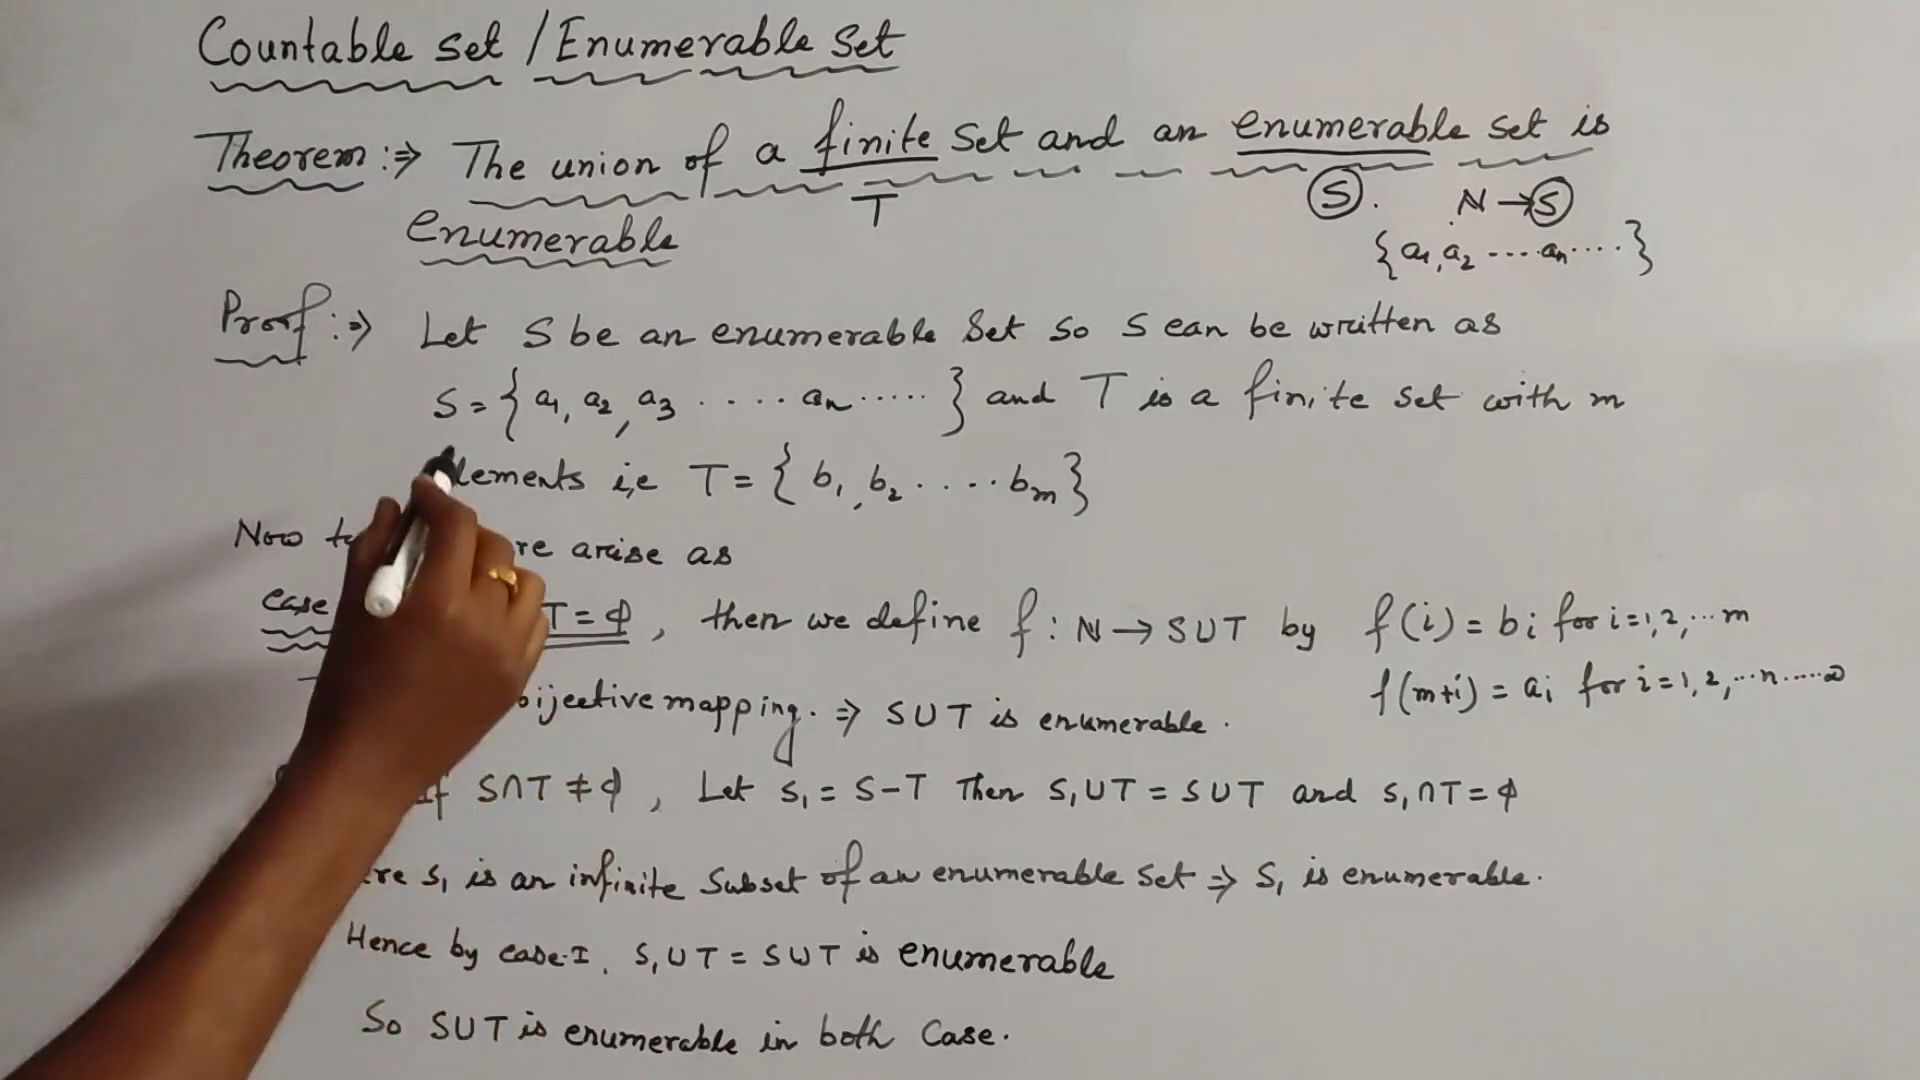 Countable set / Enumerable Set
Theorem :⇒ The union of a finite Set and an enumerable set is
T
S. N → S
enumerable
{a1, a2 ---- an ....}
Proof :⇒ Let S be an enumerable Set so S can be written as
S = { a1, a2, a3 .... an ..... } and T is a finite set with m
lements i,e T = { b1, b2 ..... bm }
Now re arise as
case T = ϕ, then we define f : N → S∪T by f(i) = bi for i=1,2,...m
f(m+i) = ai for i=1,2,...n.....∞
bijective mapping. ⇒ S∪T is enumerable.
If S∩T ≠ ϕ, Let S1 = S-T Then S1∪T = S∪T and S1∩T = ϕ
S1 is an infinite Subset of an enumerable set ⇒ S1 is enumerable.
Hence by case-I, S1∪T = S∪T is enumerable
So S∪T is enumerable in both Case.